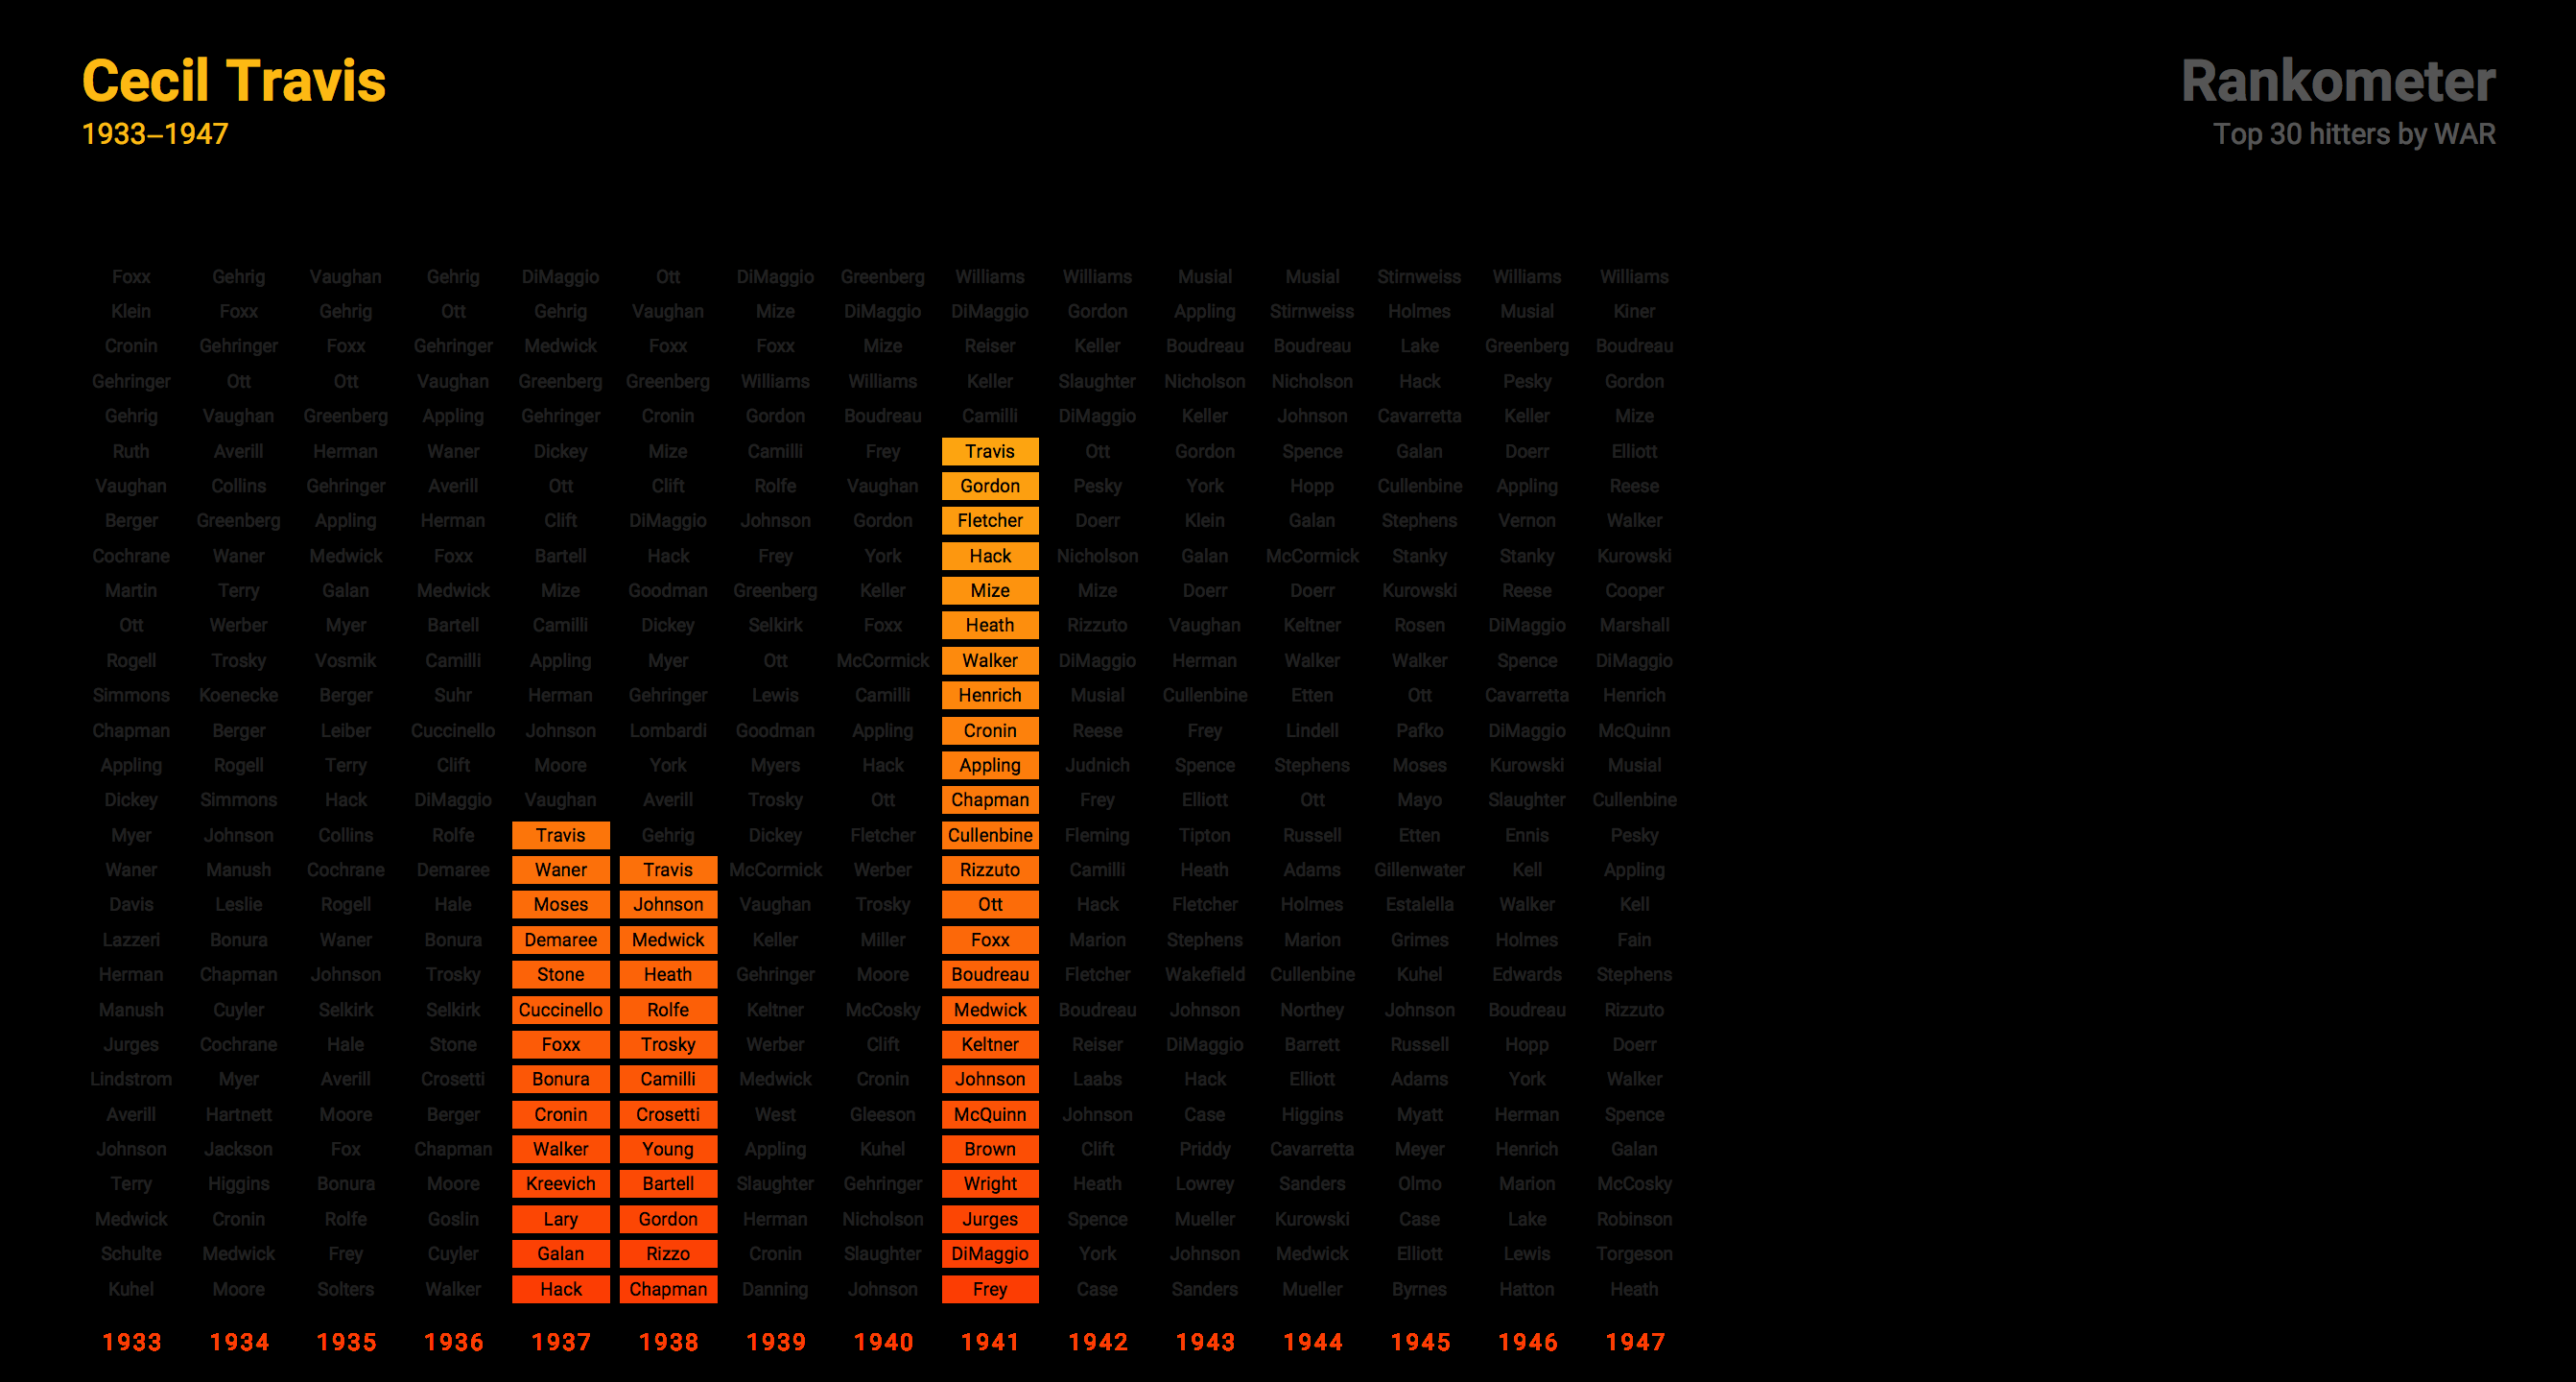 Cecil Travis
1933–1947
Rankometer
Top 30 hitters by WAR
Foxx Gehrig Vaughan Gehrig DiMaggio Ott DiMaggio Greenberg Williams Williams Musial Musial Stirnweiss Williams Williams
Klein Foxx Gehrig Ott Gehrig Vaughan Mize DiMaggio DiMaggio Gordon Appling Stirnweiss Holmes Musial Kiner
Cronin Gehringer Foxx Gehringer Medwick Foxx Foxx Mize Reiser Keller Boudreau Boudreau Lake Greenberg Boudreau
Gehringer Ott Ott Vaughan Greenberg Greenberg Williams Williams Keller Slaughter Nicholson Nicholson Hack Pesky Gordon
Gehrig Vaughan Greenberg Appling Gehringer Cronin Gordon Boudreau Camilli DiMaggio Keller Johnson Cavarretta Keller Mize
Ruth Averill Herman Waner Dickey Mize Camilli Frey Travis Ott Gordon Spence Galan Doerr Elliott
Vaughan Collins Gehringer Averill Ott Clift Rolfe Vaughan Gordon Pesky York Hopp Cullenbine Appling Reese
Berger Greenberg Appling Herman Clift DiMaggio Johnson Gordon Fletcher Doerr Klein Galan Stephens Vernon Walker
Cochrane Waner Medwick Foxx Bartell Hack Frey York Hack Nicholson Galan McCormick Stanky Stanky Kurowski
Martin Terry Galan Medwick Mize Goodman Greenberg Keller Mize Mize Doerr Doerr Kurowski Reese Cooper
Ott Werber Myer Bartell Camilli Dickey Selkirk Foxx Heath Rizzuto Vaughan Keltner Rosen DiMaggio Marshall
Rogell Trosky Vosmik Camilli Appling Myer Ott McCormick Walker DiMaggio Herman Walker Walker Spence DiMaggio
Simmons Koenecke Berger Suhr Herman Gehringer Lewis Camilli Henrich Musial Cullenbine Etten Ott Cavarretta Henrich
Chapman Berger Leiber Cuccinello Johnson Lombardi Goodman Appling Cronin Reese Frey Lindell Pafko DiMaggio McQuinn
Appling Rogell Terry Clift Moore York Myers Hack Appling Judnich Spence Stephens Moses Kurowski Musial
Dickey Simmons Hack DiMaggio Vaughan Averill Trosky Ott Chapman Frey Elliott Ott Mayo Slaughter Cullenbine
Myer Johnson Collins Rolfe Travis Gehrig Dickey Fletcher Cullenbine Fleming Tipton Russell Etten Ennis Pesky
Waner Manush Cochrane Demaree Waner Travis McCormick Werber Rizzuto Camilli Heath Adams Gillenwater Kell Appling
Davis Leslie Rogell Hale Moses Johnson Vaughan Trosky Ott Hack Fletcher Holmes Estalella Walker Kell
Lazzeri Bonura Waner Bonura Demaree Medwick Keller Miller Foxx Marion Stephens Marion Grimes Holmes Fain
Herman Chapman Johnson Trosky Stone Heath Gehringer Moore Boudreau Fletcher Wakefield Cullenbine Kuhel Edwards Stephens
Manush Cuyler Selkirk Selkirk Cuccinello Rolfe Keltner McCosky Medwick Boudreau Johnson Northey Johnson Boudreau Rizzuto
Jurges Cochrane Hale Stone Foxx Trosky Werber Clift Keltner Reiser DiMaggio Barrett Russell Hopp Doerr
Lindstrom Myer Averill Crosetti Bonura Camilli Medwick Cronin Johnson Laabs Hack Elliott Adams York Walker
Averill Hartnett Moore Berger Cronin Crosetti West Gleeson McQuinn Johnson Case Higgins Myatt Herman Spence
Johnson Jackson Fox Chapman Walker Young Appling Kuhel Brown Clift Priddy Cavarretta Meyer Henrich Galan
Terry Higgins Bonura Moore Kreevich Bartell Slaughter Gehringer Wright Heath Lowrey Sanders Olmo Marion McCosky
Medwick Cronin Rolfe Goslin Lary Gordon Herman Nicholson Jurges Spence Mueller Kurowski Case Lake Robinson
Schulte Medwick Frey Cuyler Galan Rizzo Cronin Slaughter DiMaggio York Johnson Medwick Elliott Lewis Torgeson
Kuhel Moore Solters Walker Hack Chapman Danning Johnson Frey Case Sanders Mueller Byrnes Hatton Heath
1933 1934 1935 1936 1937 1938 1939 1940 1941 1942 1943 1944 1945 1946 1947